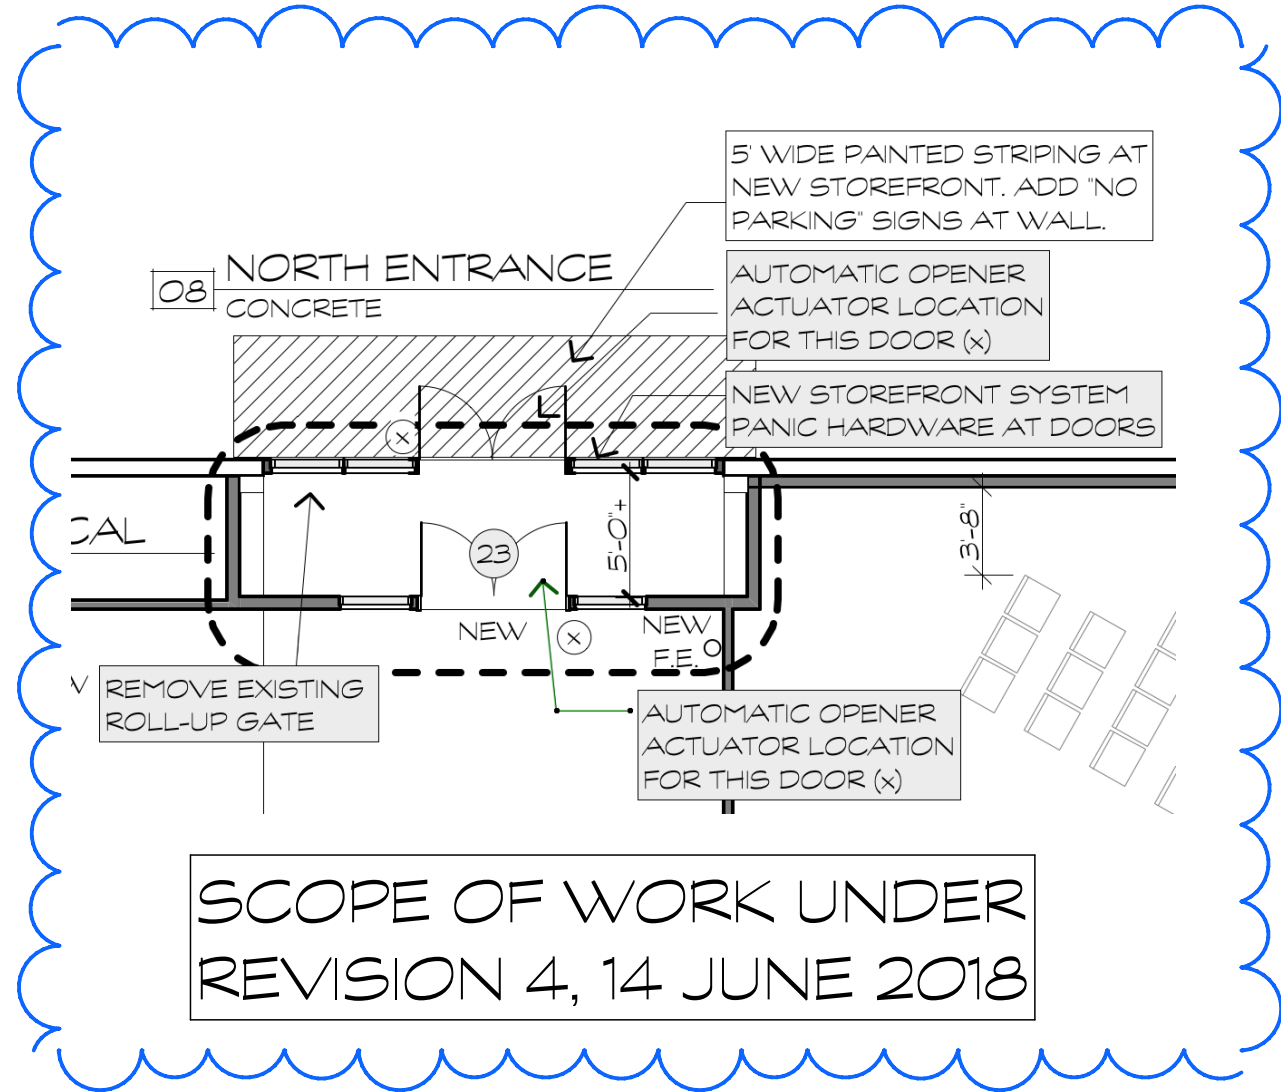 5' WIDE PAINTED STRIPING AT
NEW STOREFRONT. ADD "NO
PARKING" SIGNS AT WALL.
08
NORTH ENTRANCE
CONCRETE
AUTOMATIC OPENER
ACTUATOR LOCATION
FOR THIS DOOR (x)
NEW STOREFRONT SYSTEM
PANIC HARDWARE AT DOORS
x
CAL
23
5'-0"+
3'-8"
NEW
x
NEW
F.E.
W
REMOVE EXISTING
ROLL-UP GATE
AUTOMATIC OPENER
ACTUATOR LOCATION
FOR THIS DOOR (x)
SCOPE OF WORK UNDER
REVISION 4, 14 JUNE 2018